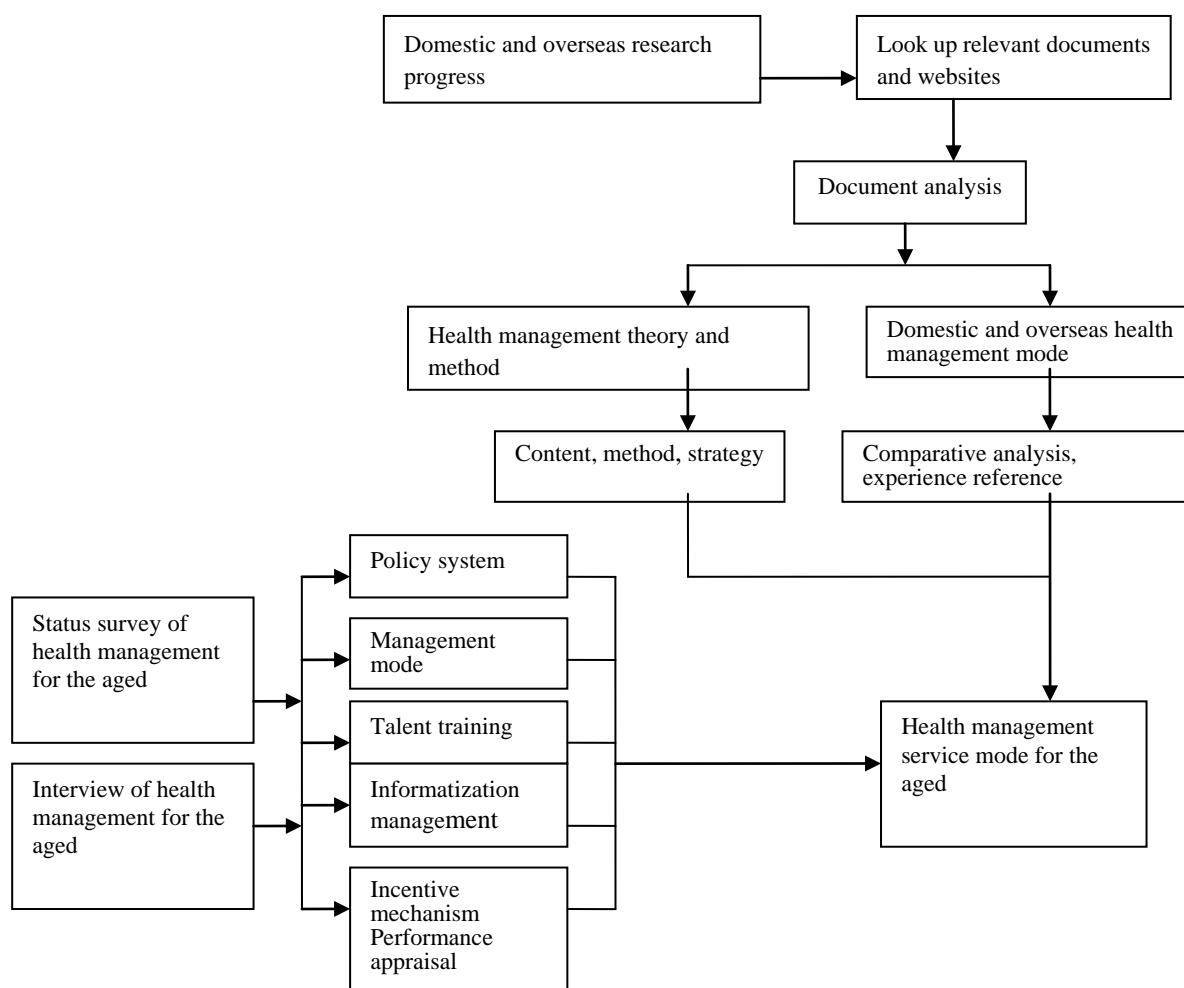 Domestic and overseas research
progress
Look up relevant documents
and websites
Document analysis
Health management theory and
method
Domestic and overseas health
management mode
Content, method, strategy
Comparative analysis,
experience reference
Policy system
Status survey of
health management
for the aged
Management
mode
Talent training
Health management
service mode for the
aged
Interview of health
management for the
aged
Informatization
management
Incentive
mechanism
Performance
appraisal